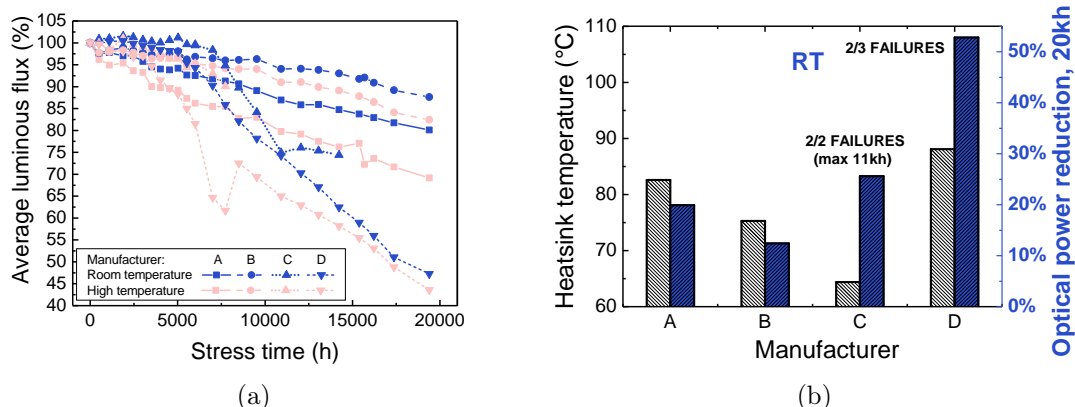 105
100
95
90
85
80
75
70
65
60
55
50
45
40
Average luminous flux (%)
Manufacturer: A B C D
Room temperature
High temperature
0 5000 10000 15000 20000
Stress time (h)
(a)
110
100
90
80
70
60
Heatsink temperature (°C)
RT
2/3 FAILURES
2/2 FAILURES
(max 11kh)
50%
40%
30%
20%
10%
0%
Optical power reduction, 20kh
A B C D
Manufacturer
(b)